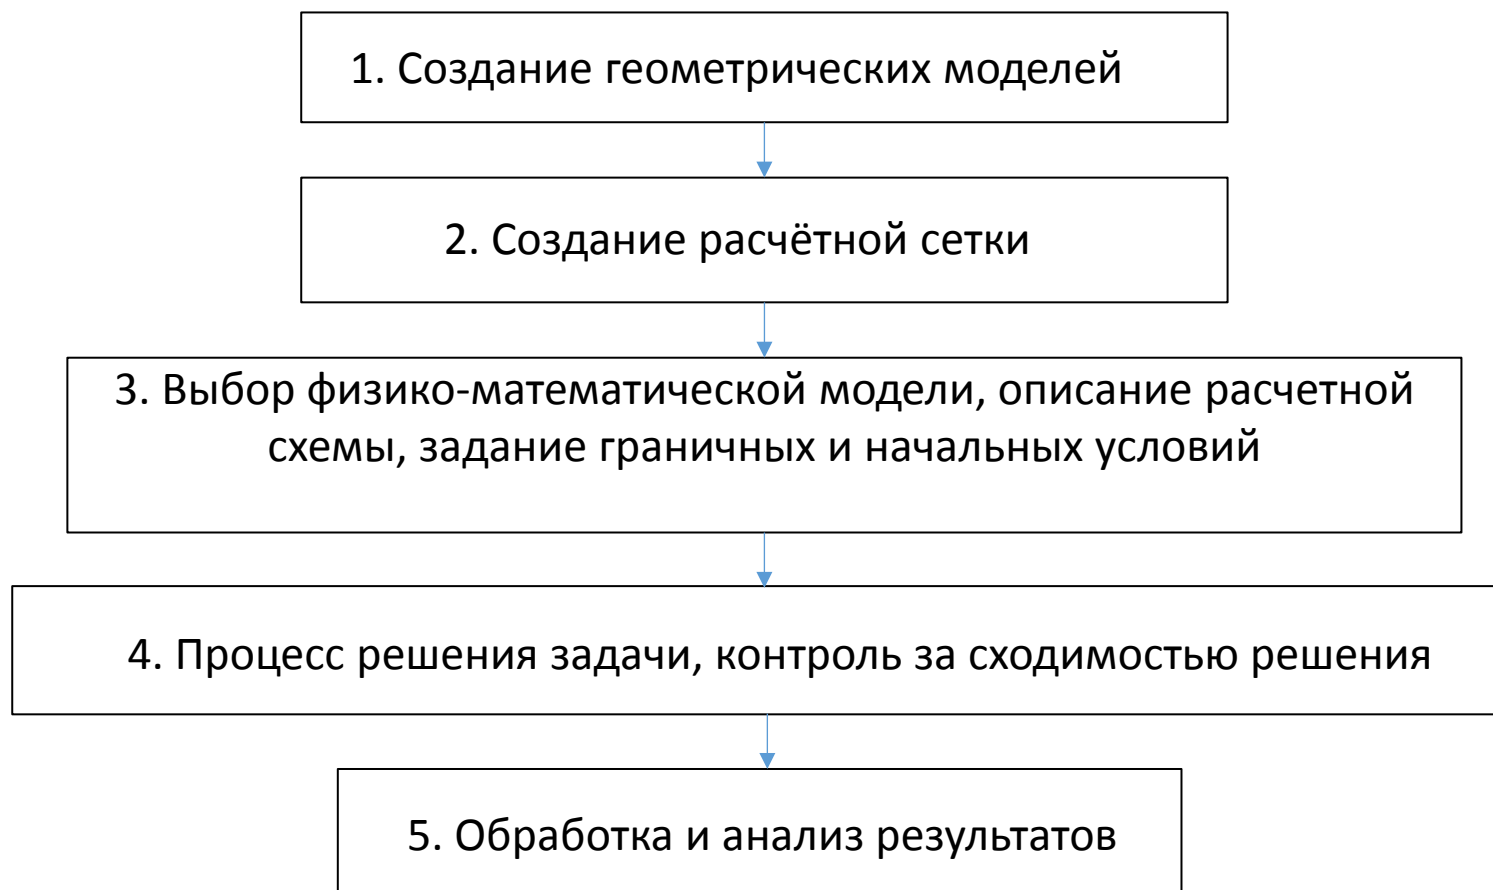 1. Создание геометрических моделей
2. Создание расчётной сетки
3. Выбор физико-математической модели, описание расчетной
схемы, задание граничных и начальных условий
4. Процесс решения задачи, контроль за сходимостью решения
5. Обработка и анализ результатов